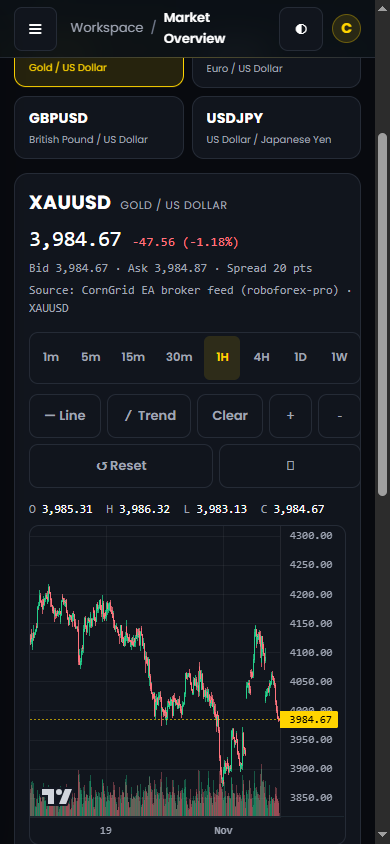 Workspace / Market Overview
C
Gold / US Dollar
Euro / US Dollar
GBPUSD
British Pound / US Dollar
USDJPY
US Dollar / Japanese Yen
XAUUSD GOLD / US DOLLAR
3,984.67 -47.56 (-1.18%)
Bid 3,984.67 · Ask 3,984.87 · Spread 20 pts
Source: CornGrid EA broker feed (roboforex-pro) ·
XAUUSD
1m 5m 15m 30m 1H 4H 1D 1W
— Line / Trend Clear + -
↺ Reset
O 3,985.31 H 3,986.32 L 3,983.13 C 3,984.67
4300.00
4250.00
4200.00
4150.00
4100.00
4050.00
4000.00
3984.67
3950.00
3900.00
3850.00
19 Nov